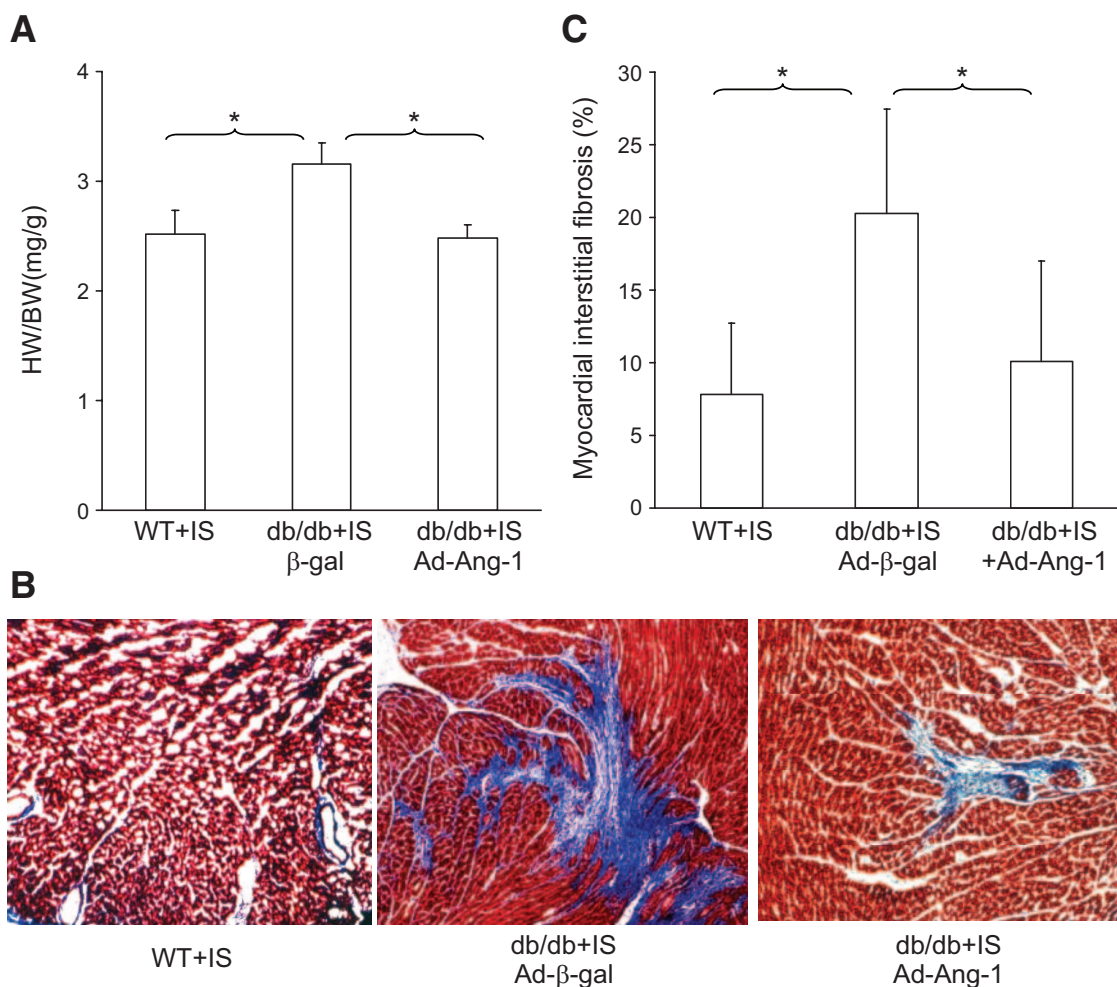 A
HW/BW(mg/g)
4
3
2
1
0
*
*
WT+IS
db/db+IS
β-gal
db/db+IS
Ad-Ang-1
C
Myocardial interstitial fibrosis (%)
30
25
20
15
10
5
0
*
*
WT+IS
db/db+IS
Ad-β-gal
db/db+IS
+Ad-Ang-1
B
WT+IS
db/db+IS
Ad-β-gal
db/db+IS
Ad-Ang-1